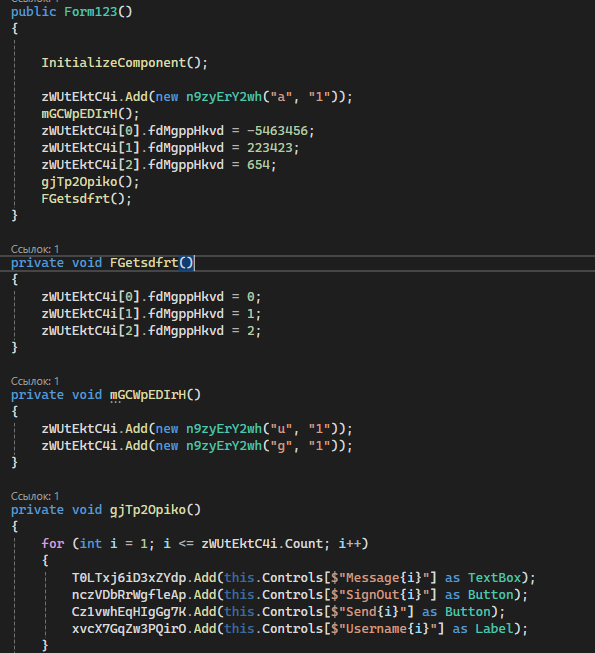 Ссылок: 1
public Form123()
{
InitializeComponent();
zWUtEktC4i.Add(new n9zyErY2wh("a", "1"));
mGCWpEDIrH();
zWUtEktC4i[0].fdMgppHkvd = -5463456;
zWUtEktC4i[1].fdMgppHkvd = 223423;
zWUtEktC4i[2].fdMgppHkvd = 654;
gjTp2Opiko();
FGetsdfrt();
}
Ссылок: 1
private void FGetsdfrt()
{
zWUtEktC4i[0].fdMgppHkvd = 0;
zWUtEktC4i[1].fdMgppHkvd = 1;
zWUtEktC4i[2].fdMgppHkvd = 2;
}
Ссылок: 1
private void mGCWpEDIrH()
{
zWUtEktC4i.Add(new n9zyErY2wh("u", "1"));
zWUtEktC4i.Add(new n9zyErY2wh("g", "1"));
}
Ссылок: 1
private void gjTp2Opiko()
{
for (int i = 1; i <= zWUtEktC4i.Count; i++)
{
T0LTxj6iD3xZYdp.Add(this.Controls[$"Message{i}"] as TextBox);
nczVDbRrWgfleAp.Add(this.Controls[$"SignOut{i}"] as Button);
Cz1vwhEqHIgGg7k.Add(this.Controls[$"Send{i}"] as Button);
xvcX7GqZw3PQirO.Add(this.Controls[$"Username{i}"] as Label);
}